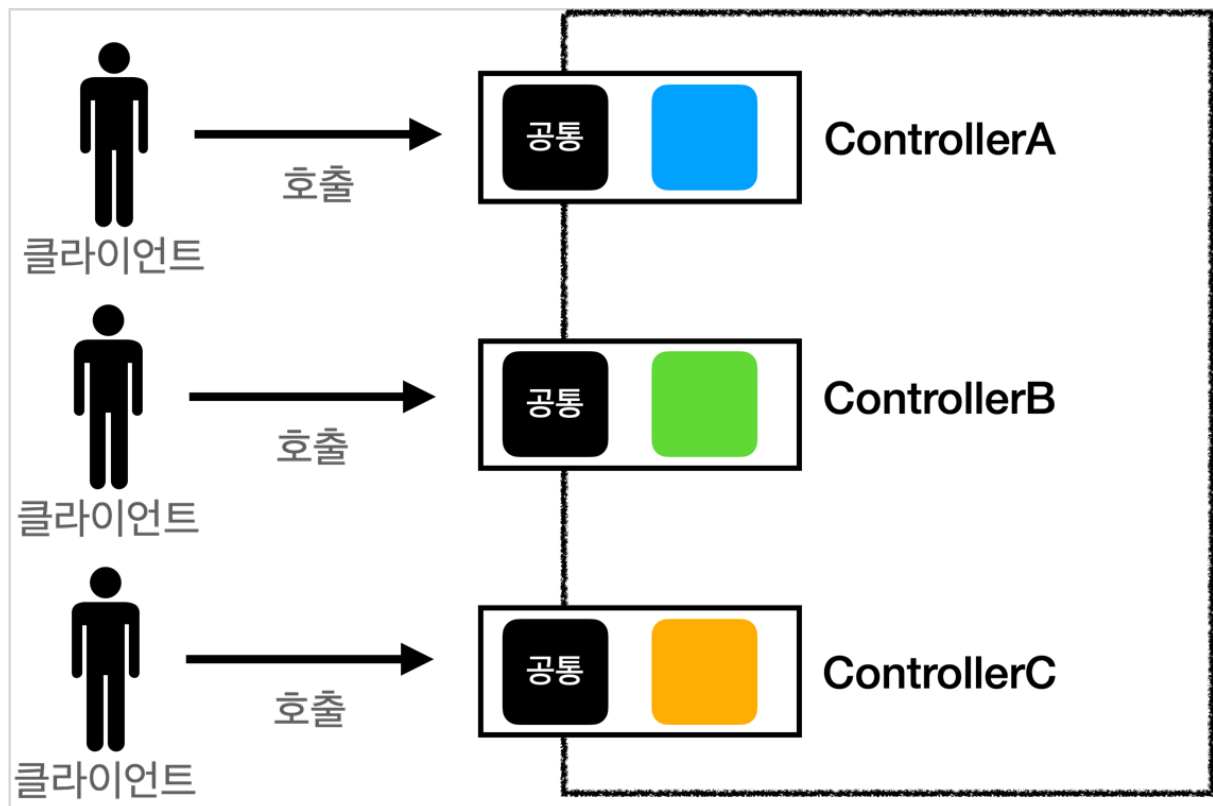 공통
ControllerA
호출
클라이언트
공통
ControllerB
호출
클라이언트
공통
ControllerC
호출
클라이언트